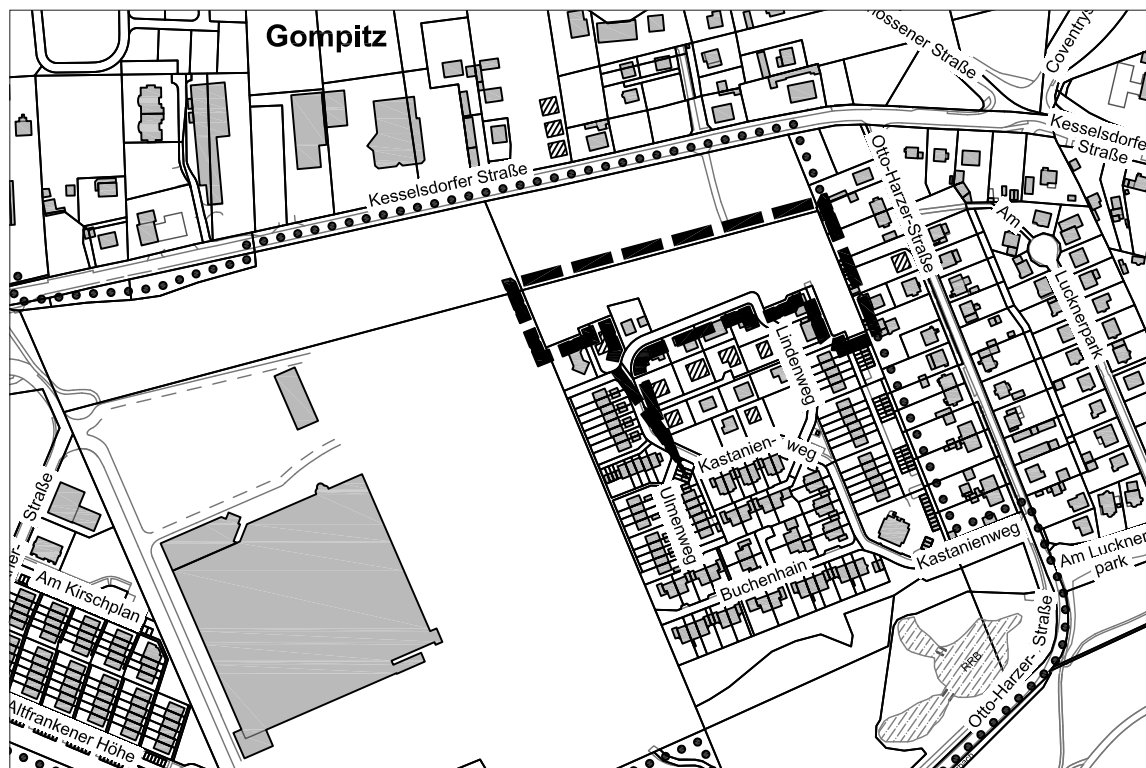 Gompitz
ossener Straße
Coventrys
Kesselsdorfer
Straße
Kesselsdorfer Straße
Otto-Harzer-Straße
Am
Lucknerpark
Lindenweg
Kastanien-
weg
Ulmenweg
Buchenhain
Kastanienweg
Am Luckner
park
Straße
Am Kirschplan
Altfrankener Höhe
RRB
Otto-Harzer-
Straße